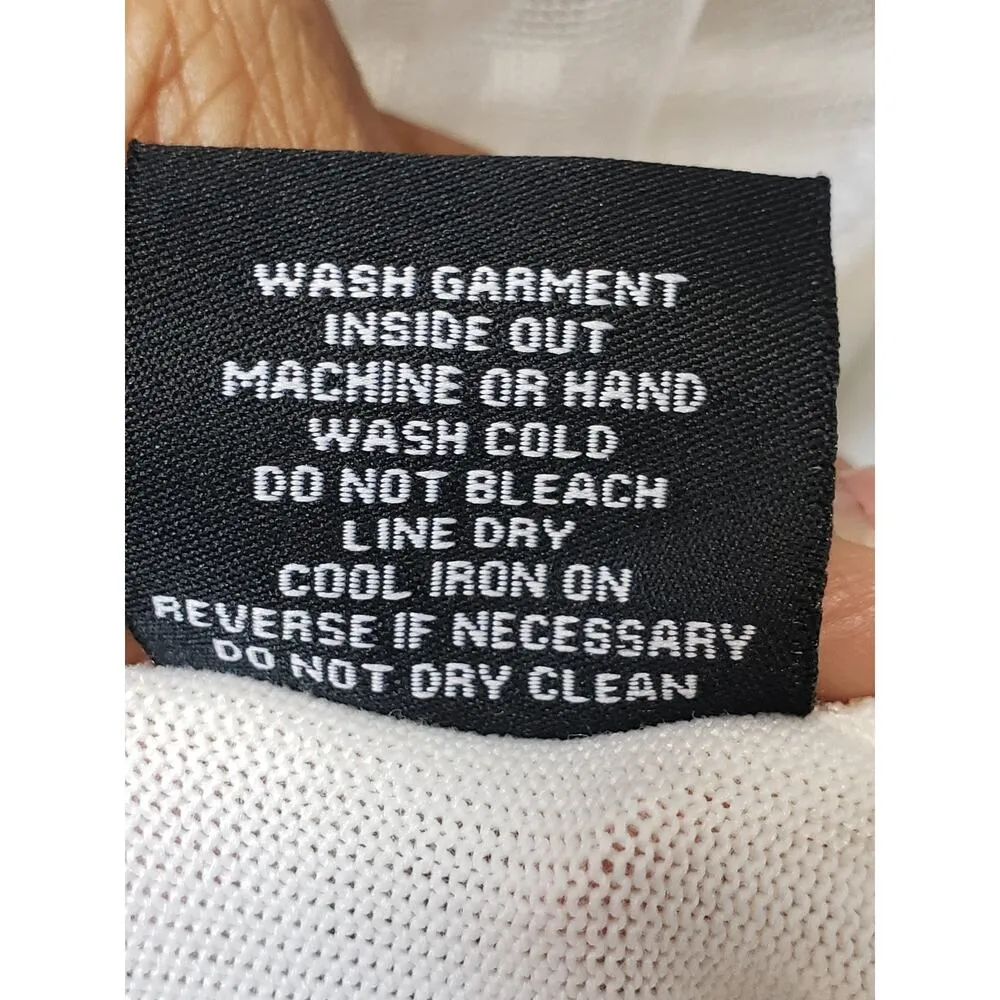 WASH GARMENT
INSIDE OUT
MACHINE OR HAND
WASH COLD
DO NOT BLEACH
LINE DRY
COOL IRON ON
REVERSE IF NECESSARY
DO NOT DRY CLEAN